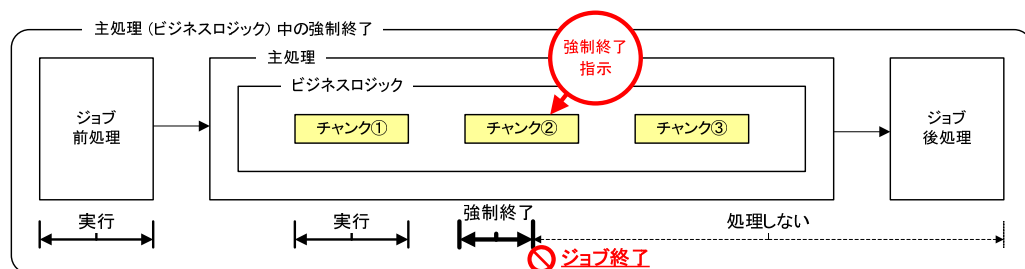 主処理（ビジネスロジック）中の強制終了
強制終了
指示
主処理
ビジネスロジック
ジョブ
前処理
チャンク①
チャンク②
チャンク③
ジョブ
後処理
実行
実行
強制終了
処理しない
ジョブ終了